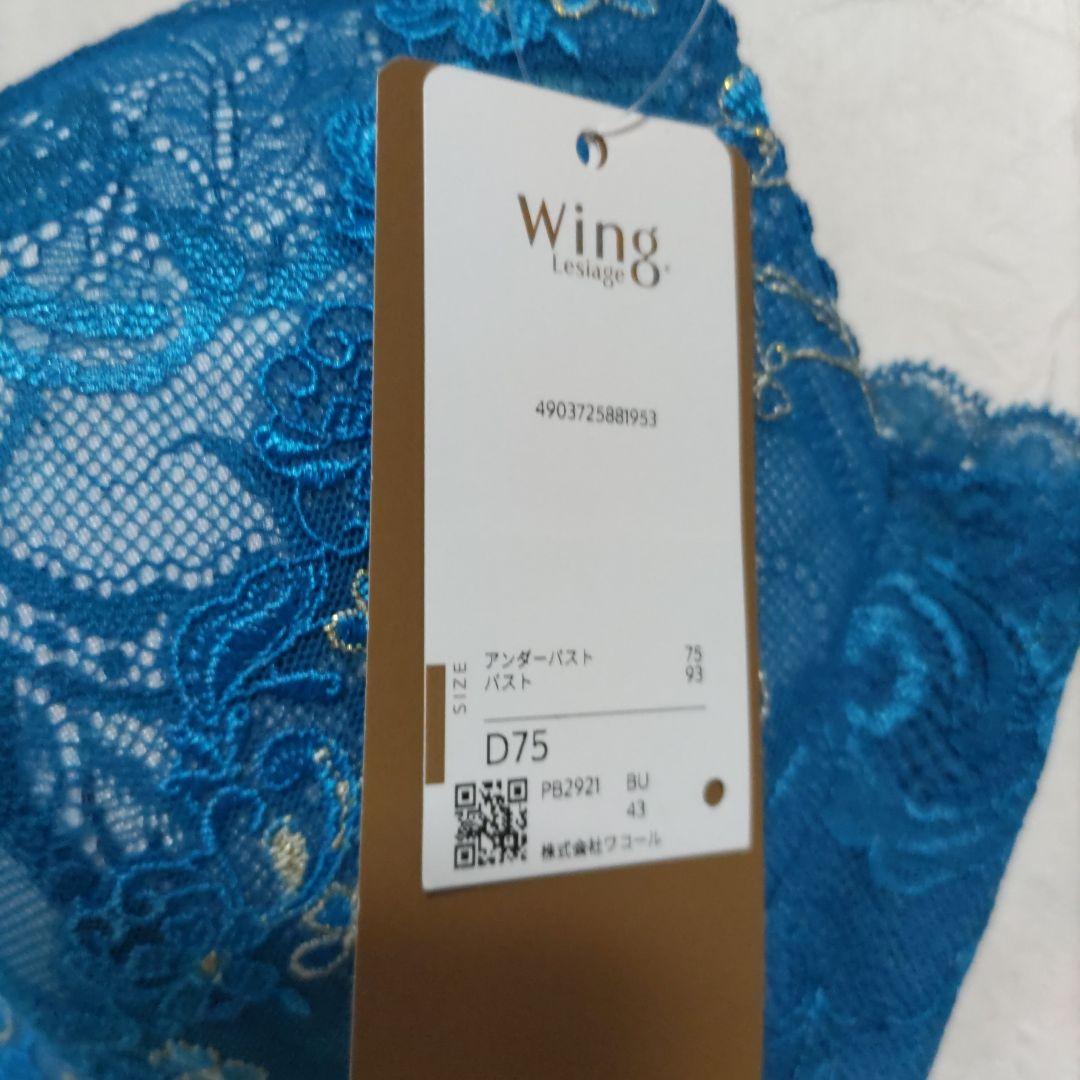 Wing
Lesiage
4903725881953
SIZE
アンダーバスト 75
バスト 93
D75
PB2921 BU
43
株式会社ワコール